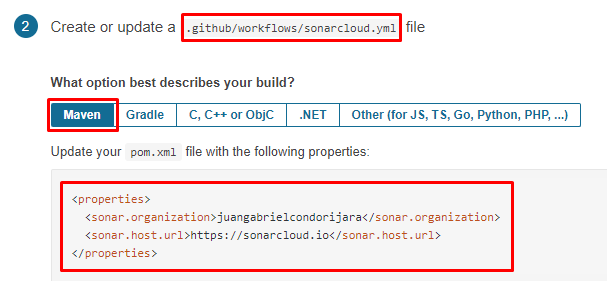 2 Create or update a .github/workflows/sonarcloud.yml file
What option best describes your build?
Maven Gradle C, C++ or ObjC .NET Other (for JS, TS, Go, Python, PHP, ...)
Update your pom.xml file with the following properties:
<properties>
<sonar.organization>juangabrielcondorijara</sonar.organization>
<sonar.host.url>https://sonarcloud.io</sonar.host.url>
</properties>